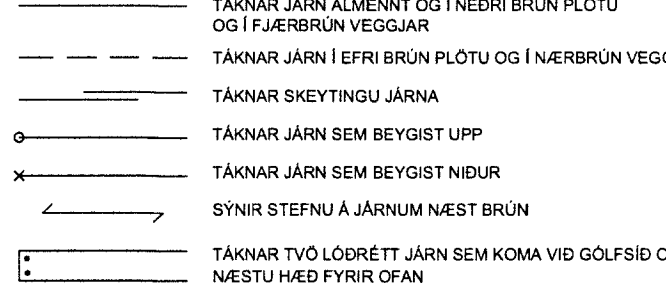 TÁKNAR JÁRN ALMENNT OG Í NEÐRI BRÚN PLÖTU
OG Í FJÆRBRÚN VEGGJAR
TÁKNAR JÁRN Í EFRI BRÚN PLÖTU OG Í NÆRBRÚN
TÁKNAR SKEYTINGU JÁRNA
TÁKNAR JÁRN SEM BEYGIST UPP
TÁKNAR JÁRN SEM BEYGIST NIÐUR
SÝNIR STEFNU Á JÁRNUM NÆST BRÚN
TÁKNAR TVÖ LÓÐRÉTT JÁRN SEM KOMA VIÐ GÓLFSÍÐ
NÆSTU HÆÐ FYRIR OFAN